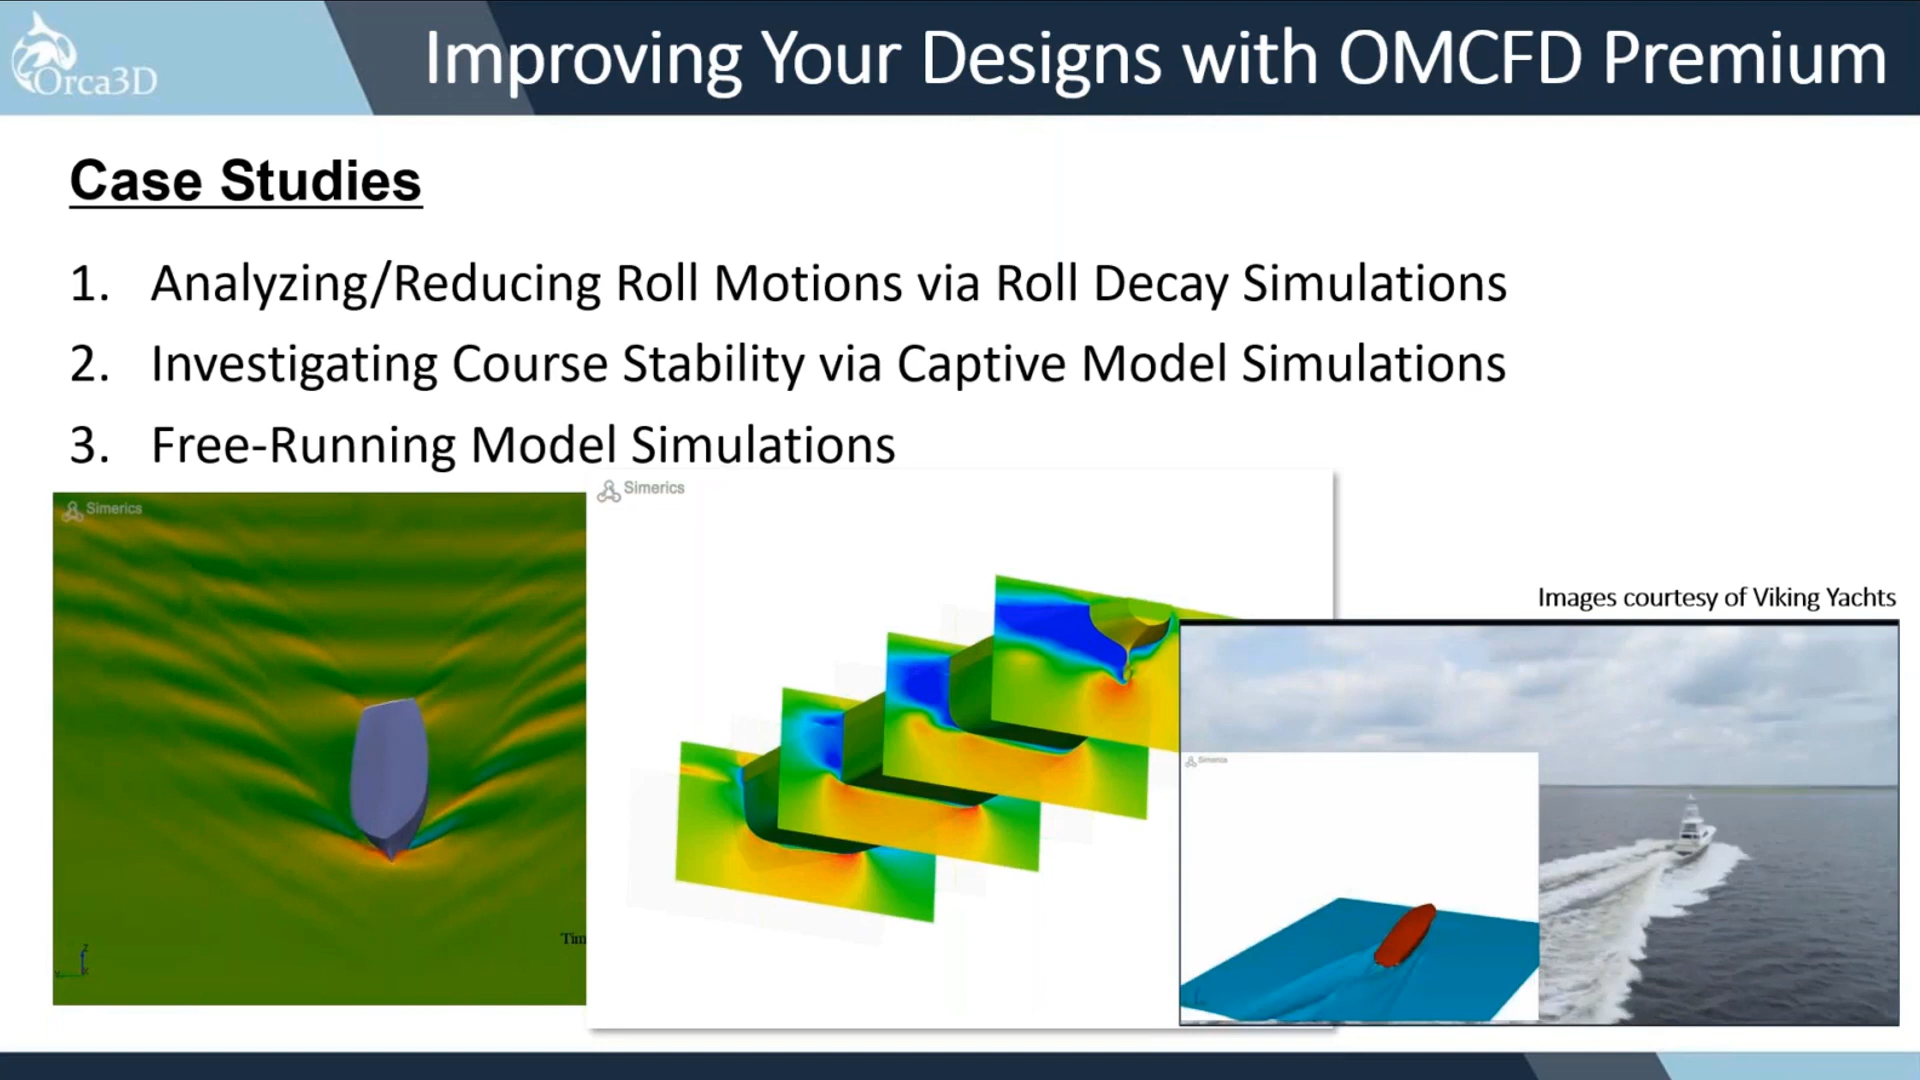 Orca3D
Improving Your Designs with OMCFD Premium
Case Studies
1. Analyzing/Reducing Roll Motions via Roll Decay Simulations
2. Investigating Course Stability via Captive Model Simulations
3. Free-Running Model Simulations
Simerics
Simerics
Images courtesy of Viking Yachts
Simerics
Tim